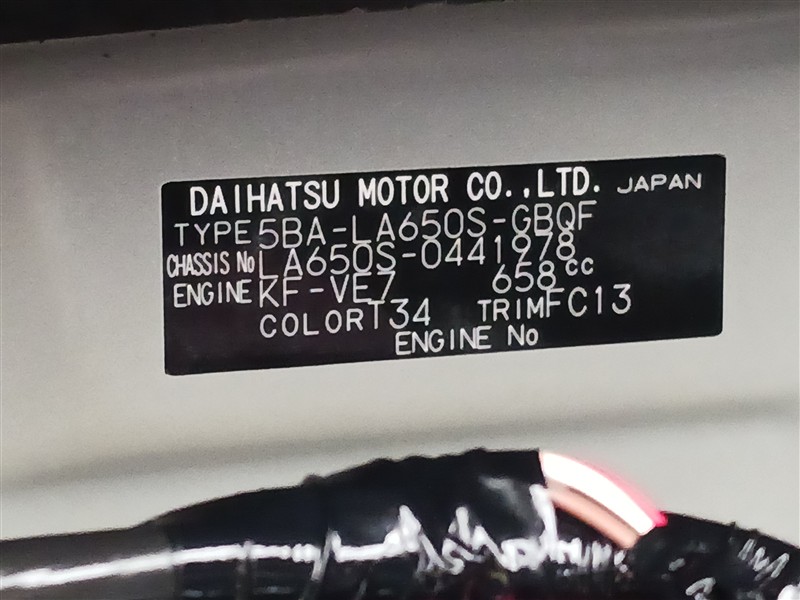 DAIHATSU MOTOR CO.,LTD. JAPAN
TYPE 5BA-LA650S-GBQF
CHASSIS No LA650S-0441978
ENGINE KF-VE7 658cc
COLOR T34 TRIM FC13
ENGINE No